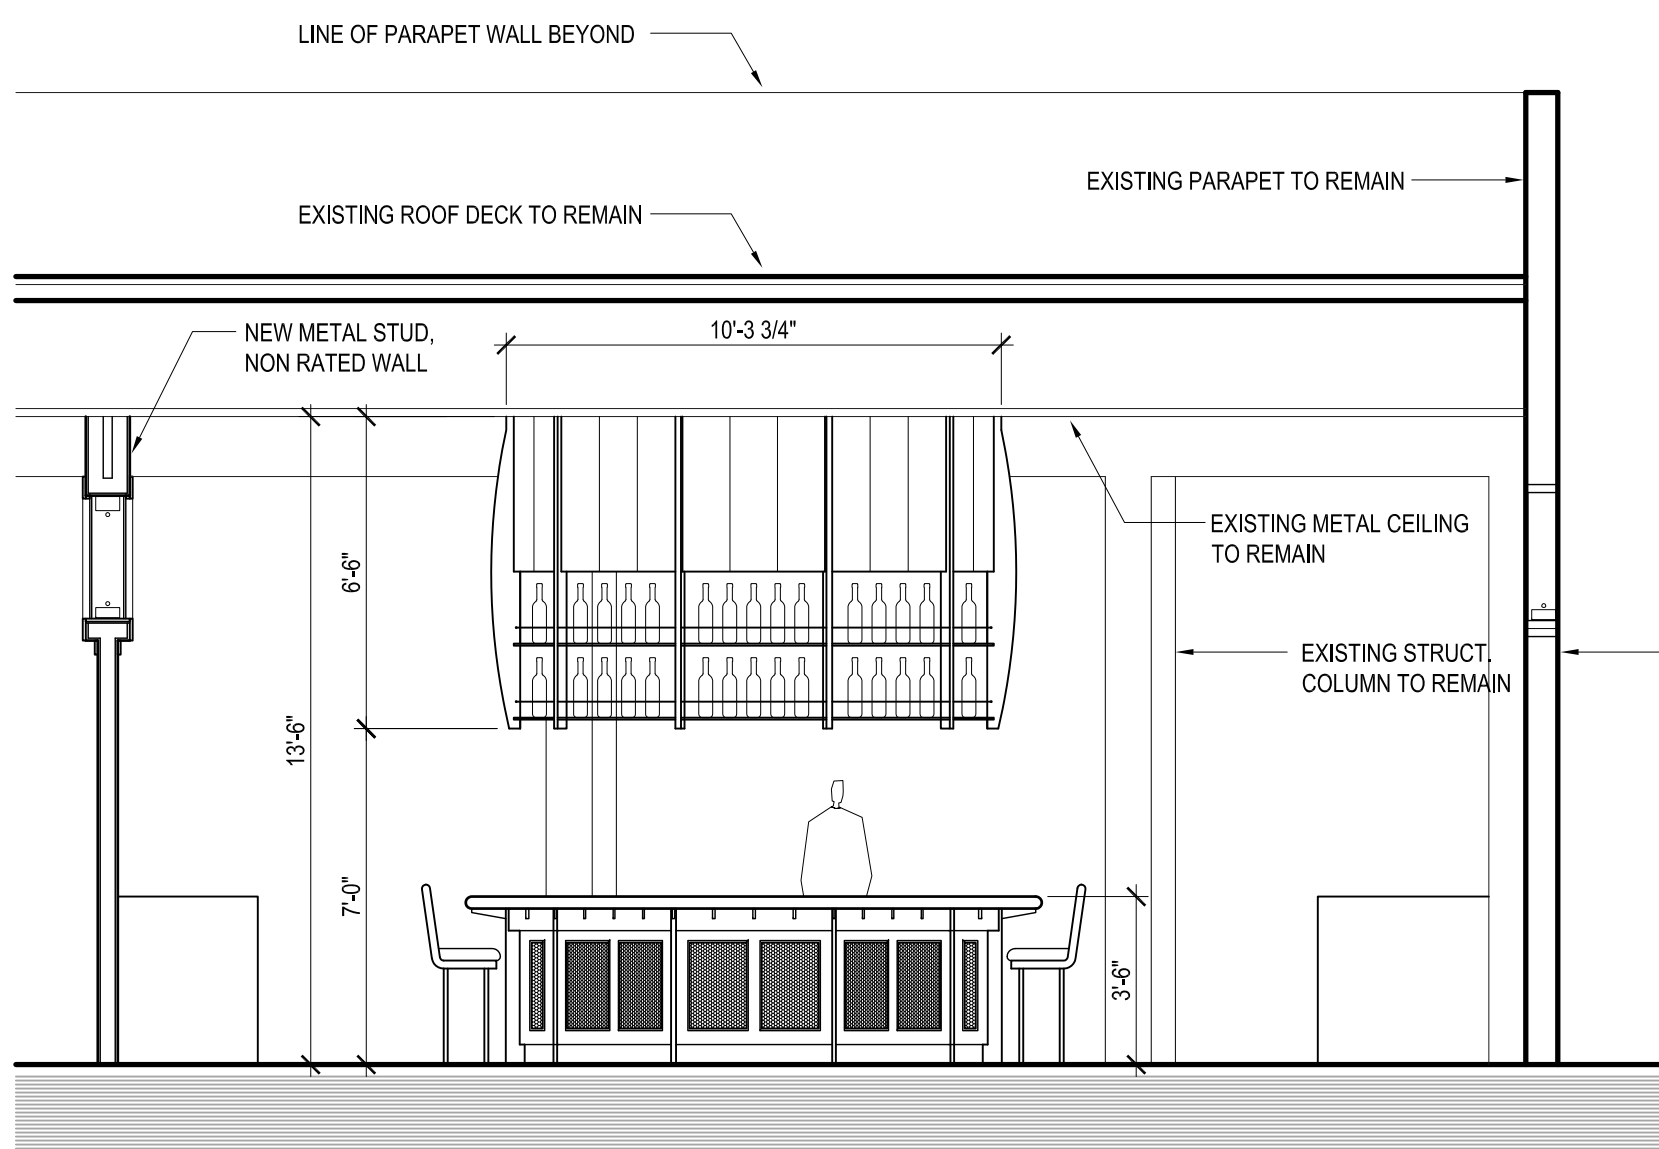 LINE OF PARAPET WALL BEYOND
EXISTING PARAPET TO REMAIN
EXISTING ROOF DECK TO REMAIN
NEW METAL STUD,
NON RATED WALL
10'-3 3/4"
EXISTING METAL CEILING
TO REMAIN
6'-6"
EXISTING STRUCT.
COLUMN TO REMAIN
13'-6"
7'-0"
3'-6"